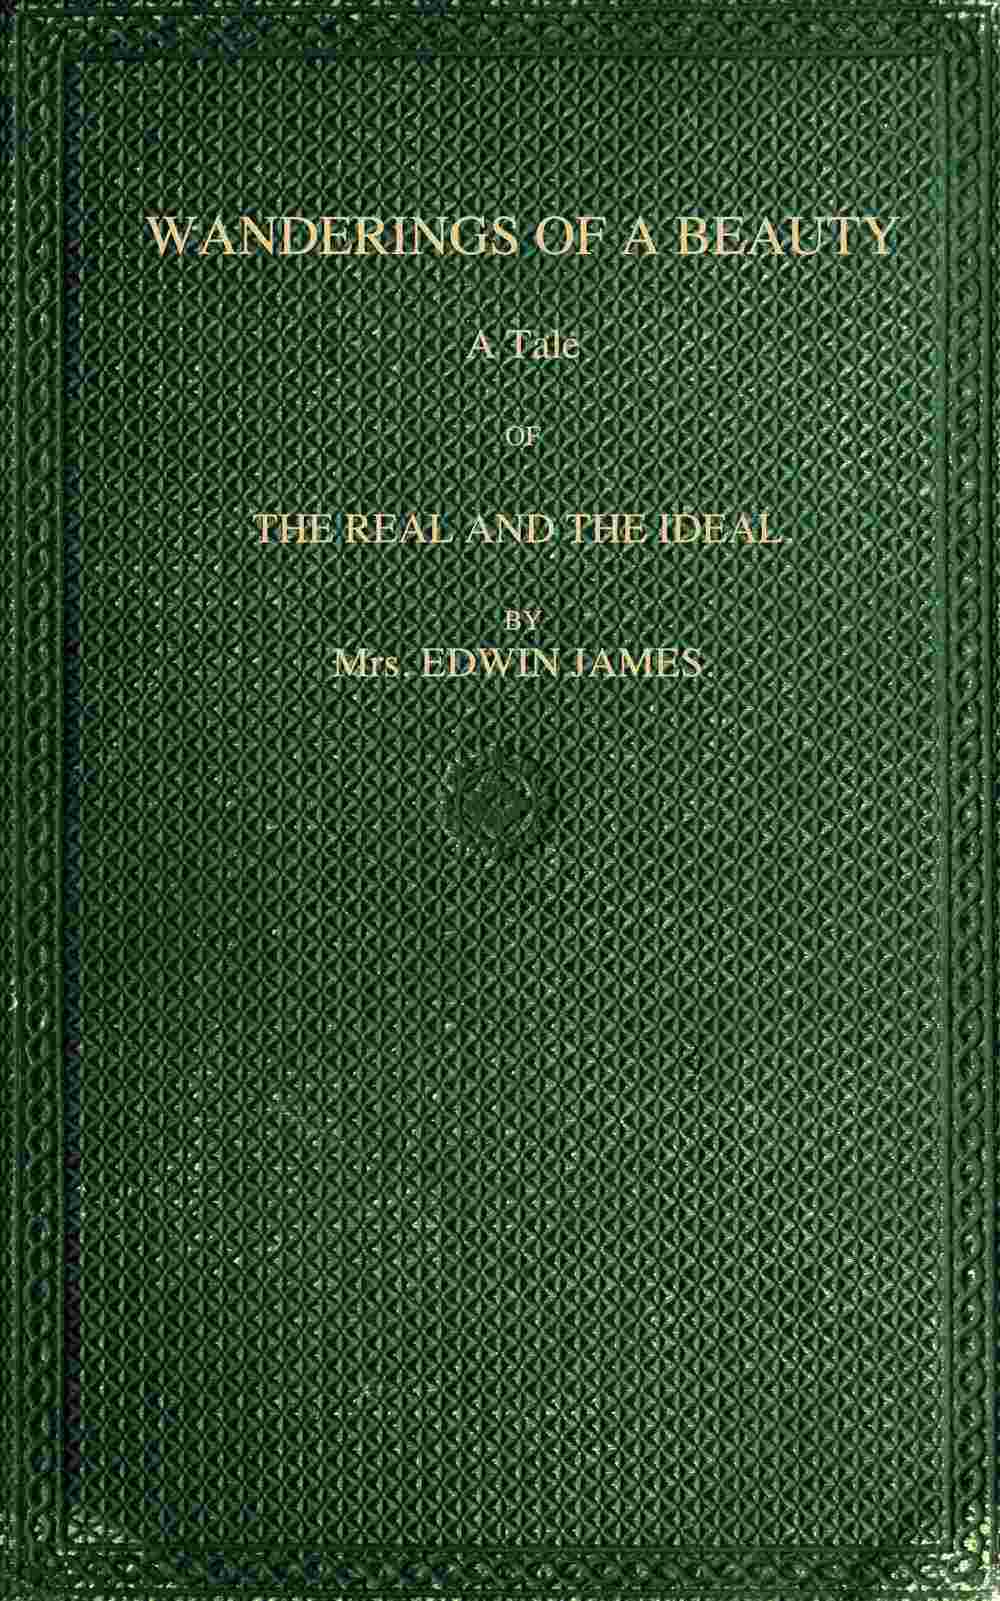 WANDERINGS OF A BEAUTY
A Tale
OF
THE REAL AND THE IDEAL.
BY
Mrs. EDWIN JAMES.